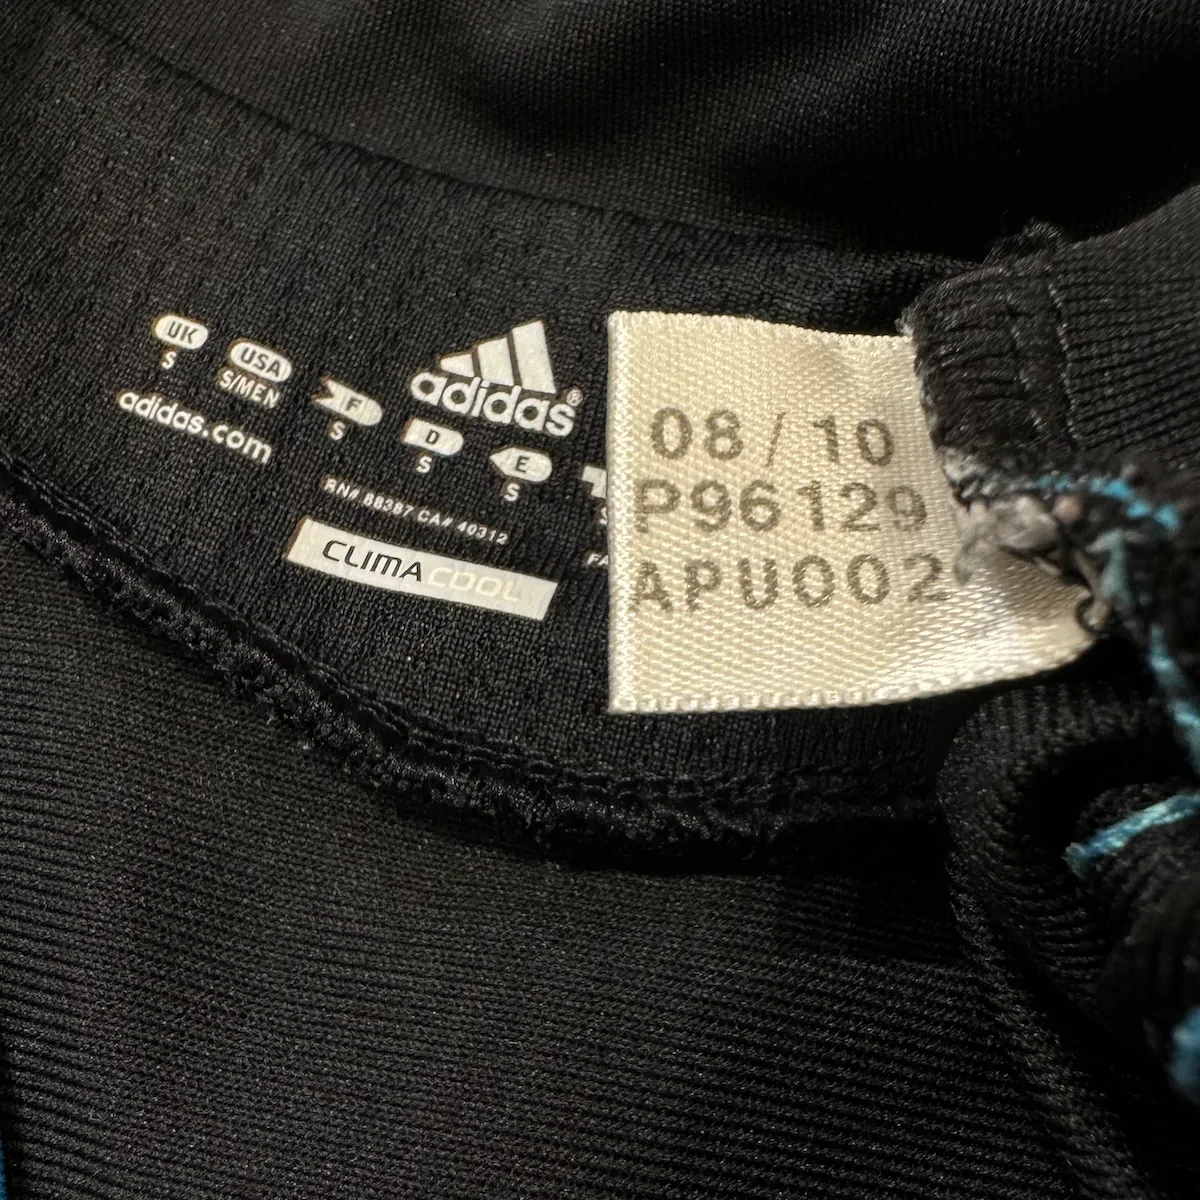 UK
S
USA
S/MEN
F
S
adidas®
D
S
E
S
adidas.com
RN# 88387 CA# 40312
CLIMACOOL
08/10
P96129
APU002